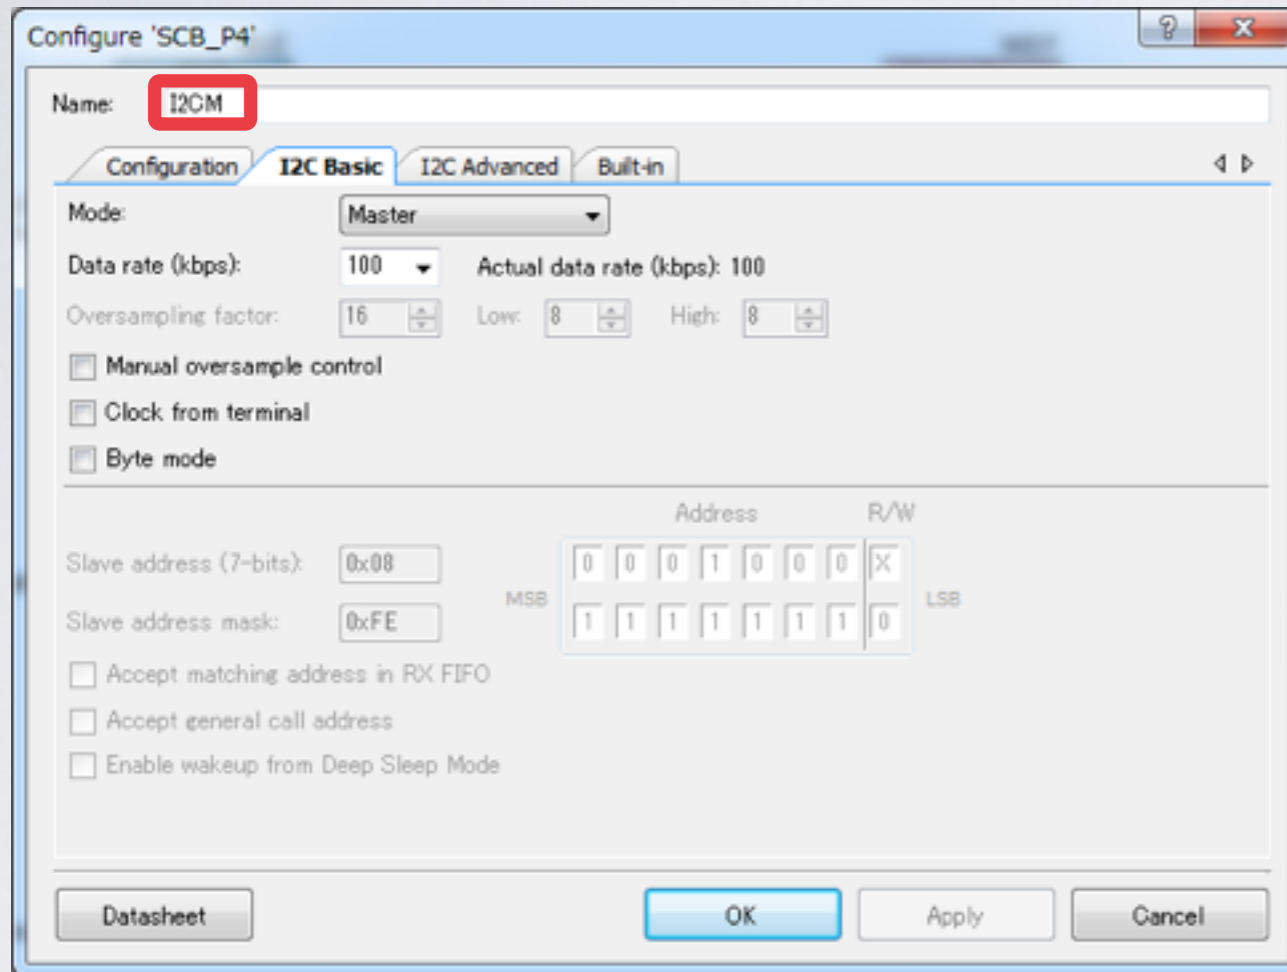 Configure 'SCB_P4'
Name: I2CM
Configuration I2C Basic I2C Advanced Built-in
Mode: Master
Data rate (kbps): 100 Actual data rate (kbps): 100
Oversampling factor: 16 Low: 8 High: 8
Manual oversample control
Clock from terminal
Byte mode
Address R/W
Slave address (7-bits): 0x08 0 0 0 1 0 0 0 X
MSB LSB
Slave address mask: 0xFE 1 1 1 1 1 1 1 0
Accept matching address in RX FIFO
Accept general call address
Enable wakeup from Deep Sleep Mode
Datasheet OK Apply Cancel